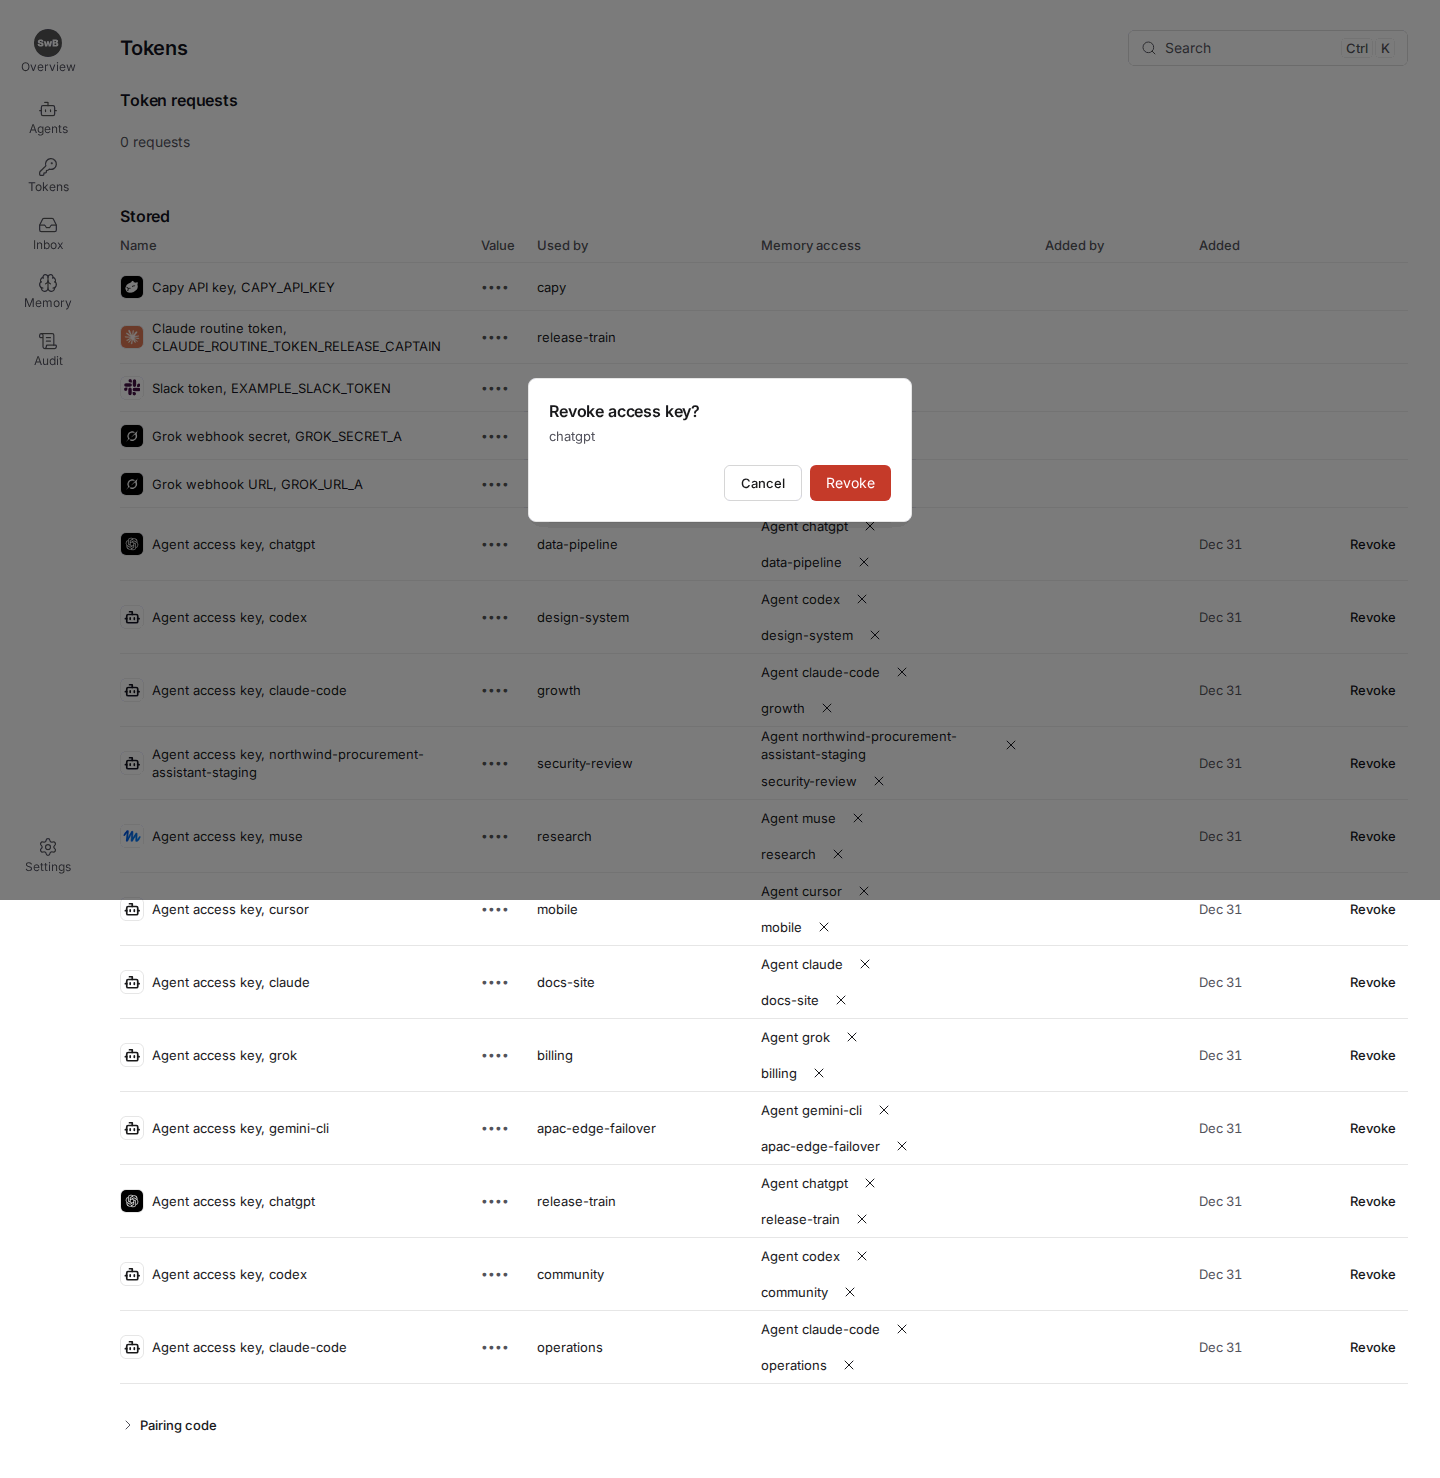 SwB
Overview
Agents
Tokens
Inbox
Memory
Audit
Settings
Tokens
Search
Ctrl K
Token requests
0 requests
Stored
Name Value Used by Memory access Added by Added
Capy API key, CAPY_API_KEY •••• capy
Claude routine token,
CLAUDE_ROUTINE_TOKEN_RELEASE_CAPTAIN •••• release-train
Slack token, EXAMPLE_SLACK_TOKEN ••••
Grok webhook secret, GROK_SECRET_A ••••
Grok webhook URL, GROK_URL_A ••••
Revoke access key?
chatgpt
Cancel Revoke
Agent chatgpt
Agent access key, chatgpt •••• data-pipeline Dec 31 Revoke
data-pipeline
Agent codex
Agent access key, codex •••• design-system Dec 31 Revoke
design-system
Agent claude-code
Agent access key, claude-code •••• growth Dec 31 Revoke
growth
Agent northwind-procurement-
assistant-staging
Agent access key, northwind-procurement-
assistant-staging •••• security-review Dec 31 Revoke
security-review
Agent muse
Agent access key, muse •••• research Dec 31 Revoke
research
Agent cursor
Agent access key, cursor •••• mobile Dec 31 Revoke
mobile
Agent claude
Agent access key, claude •••• docs-site Dec 31 Revoke
docs-site
Agent grok
Agent access key, grok •••• billing Dec 31 Revoke
billing
Agent gemini-cli
Agent access key, gemini-cli •••• apac-edge-failover Dec 31 Revoke
apac-edge-failover
Agent chatgpt
Agent access key, chatgpt •••• release-train Dec 31 Revoke
release-train
Agent codex
Agent access key, codex •••• community Dec 31 Revoke
community
Agent claude-code
Agent access key, claude-code •••• operations Dec 31 Revoke
operations
Pairing code